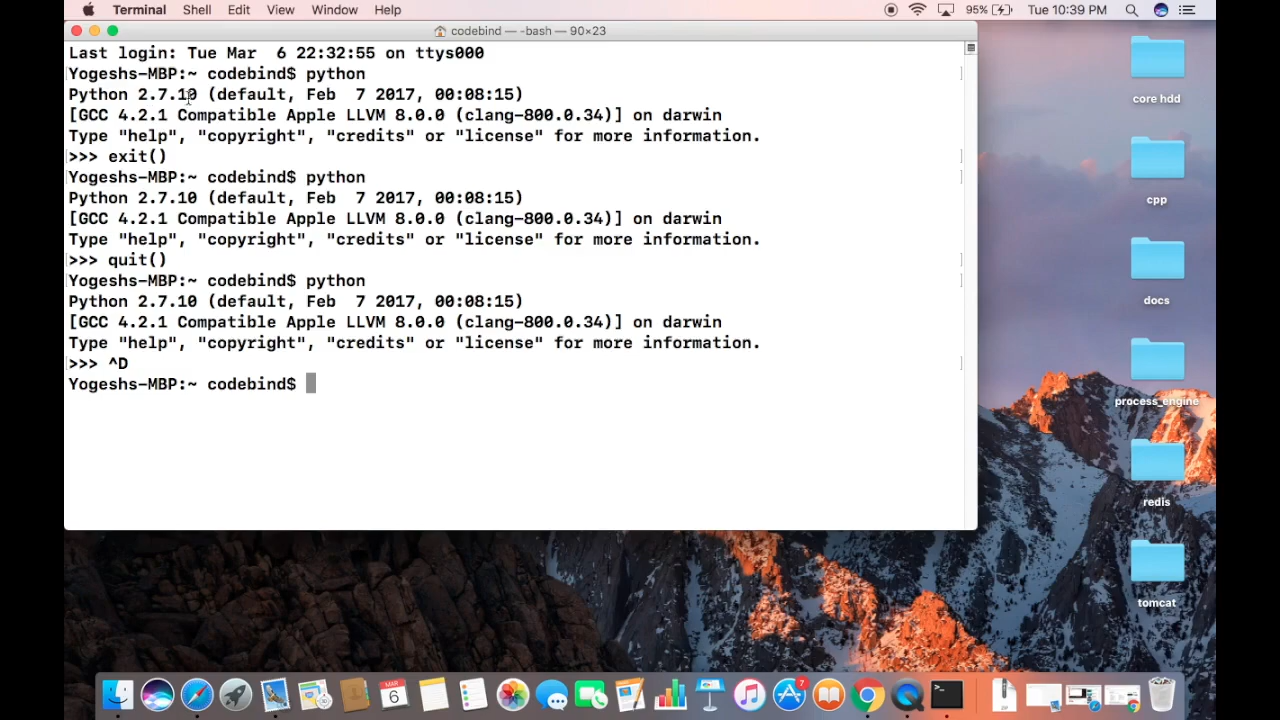 Terminal Shell Edit View Window Help 95% Tue 10:39 PM
codebind — -bash — 90×23
Last login: Tue Mar  6 22:32:55 on ttys000
Yogeshs-MBP:~ codebind$ python
Python 2.7.10 (default, Feb  7 2017, 00:08:15)
[GCC 4.2.1 Compatible Apple LLVM 8.0.0 (clang-800.0.34)] on darwin
Type "help", "copyright", "credits" or "license" for more information.
>>> exit()
Yogeshs-MBP:~ codebind$ python
Python 2.7.10 (default, Feb  7 2017, 00:08:15)
[GCC 4.2.1 Compatible Apple LLVM 8.0.0 (clang-800.0.34)] on darwin
Type "help", "copyright", "credits" or "license" for more information.
>>> quit()
Yogeshs-MBP:~ codebind$ python
Python 2.7.10 (default, Feb  7 2017, 00:08:15)
[GCC 4.2.1 Compatible Apple LLVM 8.0.0 (clang-800.0.34)] on darwin
Type "help", "copyright", "credits" or "license" for more information.
>>> ^D
Yogeshs-MBP:~ codebind$
core hdd
cpp
docs
process_engine
redis
tomcat
MAR
6
7
>_